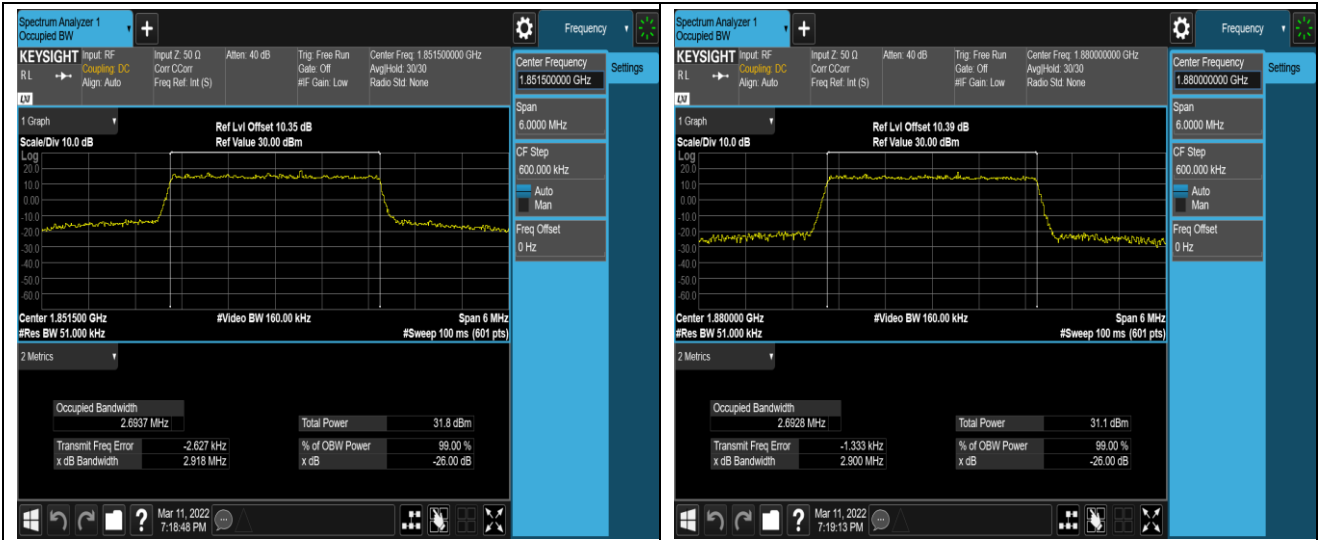 Spectrum Analyzer 1
Occupied BW
Frequency
KEYSIGHT
Input: RF
Coupling: DC
Align: Auto
Input Z: 50 Ω
Corr CCorr
Freq Ref: Int (S)
Atten: 40 dB
Trig: Free Run
Gate: Off
#IF Gain: Low
Center Freq: 1.851500000 GHz
Avg|Hold: 30/30
Radio Std: None
RL
LXI
Center Frequency
1.851500000 GHz
Settings
Span
6.0000 MHz
CF Step
600.000 kHz
Auto
Man
Freq Offset
0 Hz
1 Graph
Scale/Div 10.0 dB
Ref Lvl Offset 10.35 dB
Ref Value 30.00 dBm
Log
20.0
10.0
0.00
-10.0
-20.0
-30.0
-40.0
-50.0
-60.0
Center 1.851500 GHz
#Res BW 51.000 kHz
#Video BW 160.00 kHz
Span 6 MHz
#Sweep 100 ms (601 pts)
2 Metrics
Occupied Bandwidth
2.6937 MHz
Total Power 31.8 dBm
Transmit Freq Error -2.627 kHz
% of OBW Power 99.00 %
x dB Bandwidth 2.918 MHz
x dB -26.00 dB
Mar 11, 2022
7:18:48 PM
Spectrum Analyzer 1
Occupied BW
Frequency
KEYSIGHT
Input: RF
Coupling: DC
Align: Auto
Input Z: 50 Ω
Corr CCorr
Freq Ref: Int (S)
Atten: 40 dB
Trig: Free Run
Gate: Off
#IF Gain: Low
Center Freq: 1.880000000 GHz
Avg|Hold: 30/30
Radio Std: None
RL
LXI
Center Frequency
1.880000000 GHz
Settings
Span
6.0000 MHz
CF Step
600.000 kHz
Auto
Man
Freq Offset
0 Hz
1 Graph
Scale/Div 10.0 dB
Ref Lvl Offset 10.39 dB
Ref Value 30.00 dBm
Log
20.0
10.0
0.00
-10.0
-20.0
-30.0
-40.0
-50.0
-60.0
Center 1.880000 GHz
#Res BW 51.000 kHz
#Video BW 160.00 kHz
Span 6 MHz
#Sweep 100 ms (601 pts)
2 Metrics
Occupied Bandwidth
2.6928 MHz
Total Power 31.1 dBm
Transmit Freq Error -1.333 kHz
% of OBW Power 99.00 %
x dB Bandwidth 2.900 MHz
x dB -26.00 dB
Mar 11, 2022
7:19:13 PM